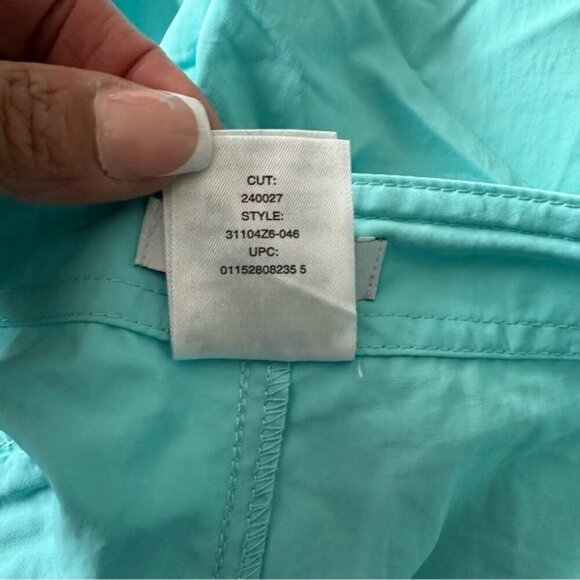 CUT:
240027
STYLE:
31104Z6-046
UPC:
01152808235 5